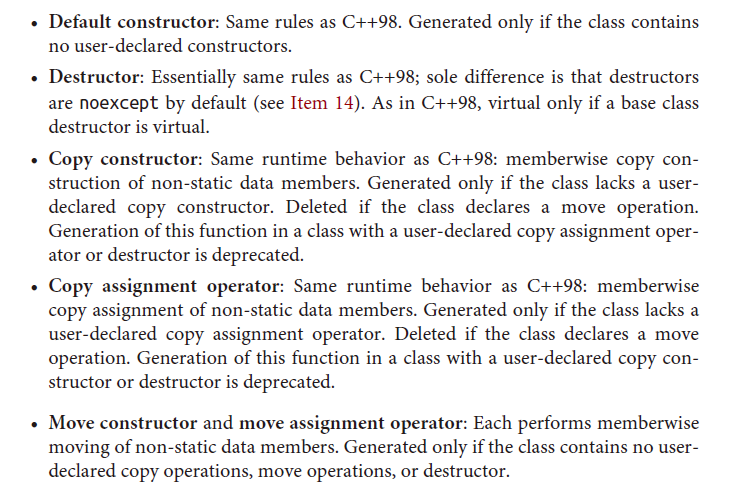 • Default constructor: Same rules as C++98. Generated only if the class contains
no user-declared constructors.
• Destructor: Essentially same rules as C++98; sole difference is that destructors
are noexcept by default (see Item 14). As in C++98, virtual only if a base class
destructor is virtual.
• Copy constructor: Same runtime behavior as C++98: memberwise copy con-
struction of non-static data members. Generated only if the class lacks a user-
declared copy constructor. Deleted if the class declares a move operation.
Generation of this function in a class with a user-declared copy assignment oper-
ator or destructor is deprecated.
• Copy assignment operator: Same runtime behavior as C++98: memberwise
copy assignment of non-static data members. Generated only if the class lacks a
user-declared copy assignment operator. Deleted if the class declares a move
operation. Generation of this function in a class with a user-declared copy con-
structor or destructor is deprecated.
• Move constructor and move assignment operator: Each performs memberwise
moving of non-static data members. Generated only if the class contains no user-
declared copy operations, move operations, or destructor.